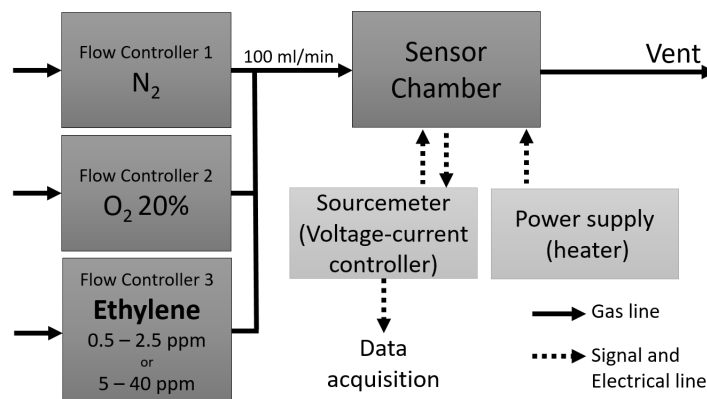 Flow Controller 1
N₂
100 ml/min
Sensor
Chamber
Vent
Flow Controller 2
O₂ 20%
Flow Controller 3
Ethylene
0.5 – 2.5 ppm
or
5 – 40 ppm
Sourcemeter
(Voltage-current
controller)
Power supply
(heater)
Data
acquisition
Gas line
Signal and
Electrical line